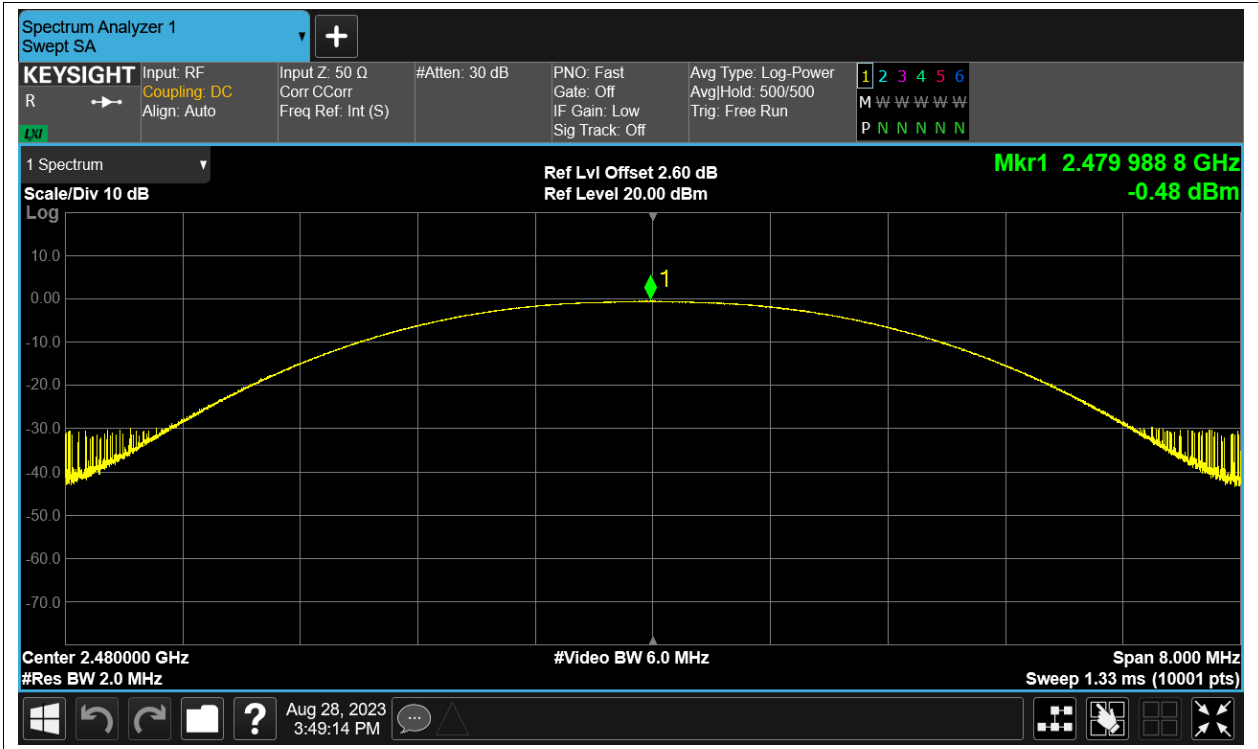 Spectrum Analyzer 1
Swept SA
KEYSIGHT
R
LXI
Input: RF
Coupling: DC
Align: Auto
Input Z: 50 Ω
Corr CCorr
Freq Ref: Int (S)
#Atten: 30 dB
PNO: Fast
Gate: Off
IF Gain: Low
Sig Track: Off
Avg Type: Log-Power
Avg|Hold: 500/500
Trig: Free Run
1 2 3 4 5 6
M W W W W W
P N N N N N
1 Spectrum
Scale/Div 10 dB
Ref Lvl Offset 2.60 dB
Ref Level 20.00 dBm
Mkr1 2.479 988 8 GHz
-0.48 dBm
Log
10.0
0.00
-10.0
-20.0
-30.0
-40.0
-50.0
-60.0
-70.0
1
Center 2.480000 GHz
#Video BW 6.0 MHz
Span 8.000 MHz
#Res BW 2.0 MHz
Sweep 1.33 ms (10001 pts)
?
Aug 28, 2023
3:49:14 PM